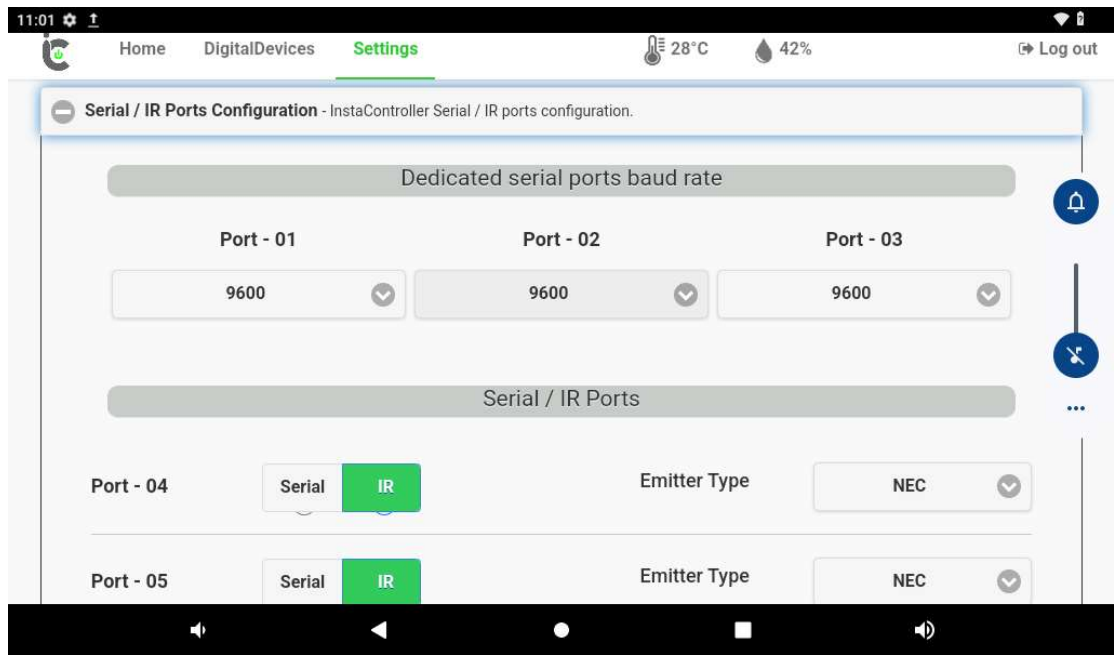 11:01
Home DigitalDevices Settings 28°C 42% Log out
Serial / IR Ports Configuration - InstaController Serial / IR ports configuration.
Dedicated serial ports baud rate
Port - 01 Port - 02 Port - 03
9600 9600 9600
Serial / IR Ports
Port - 04 Serial IR Emitter Type NEC
Port - 05 Serial IR Emitter Type NEC